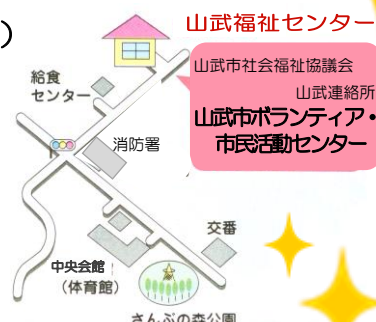 ）
山武福祉センター
山武市社会福祉協議会
山武連絡所
山武市ボランティア・
市民活動センター
給食
センター
消防署
交番
中央会館
（体育館）
さんぶの森公園